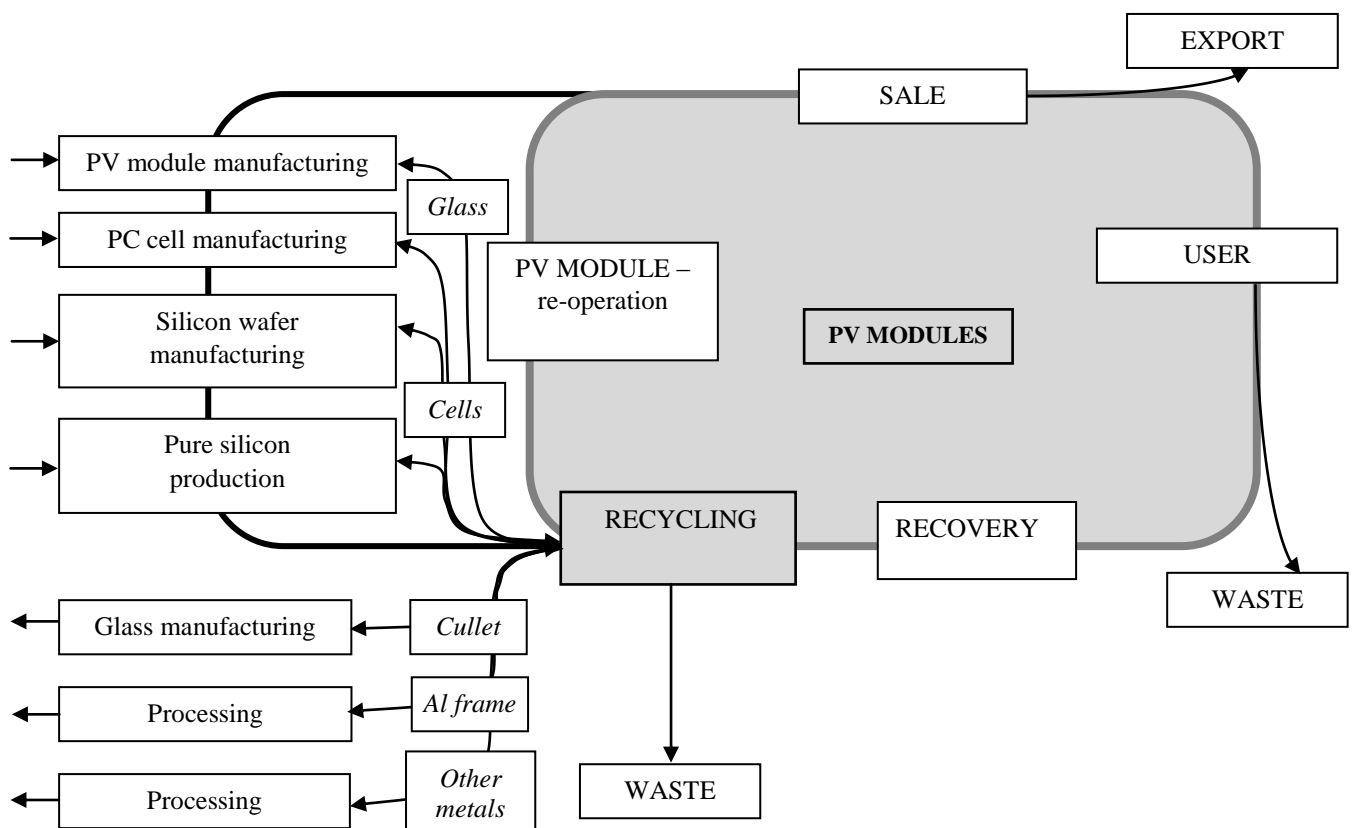 EXPORT
SALE
PV module manufacturing
Glass
PC cell manufacturing
PV MODULE –
re-operation
USER
Silicon wafer
manufacturing
PV MODULES
Cells
Pure silicon
production
RECYCLING
RECOVERY
WASTE
Glass manufacturing
Cullet
Processing
Al frame
Processing
Other
metals
WASTE